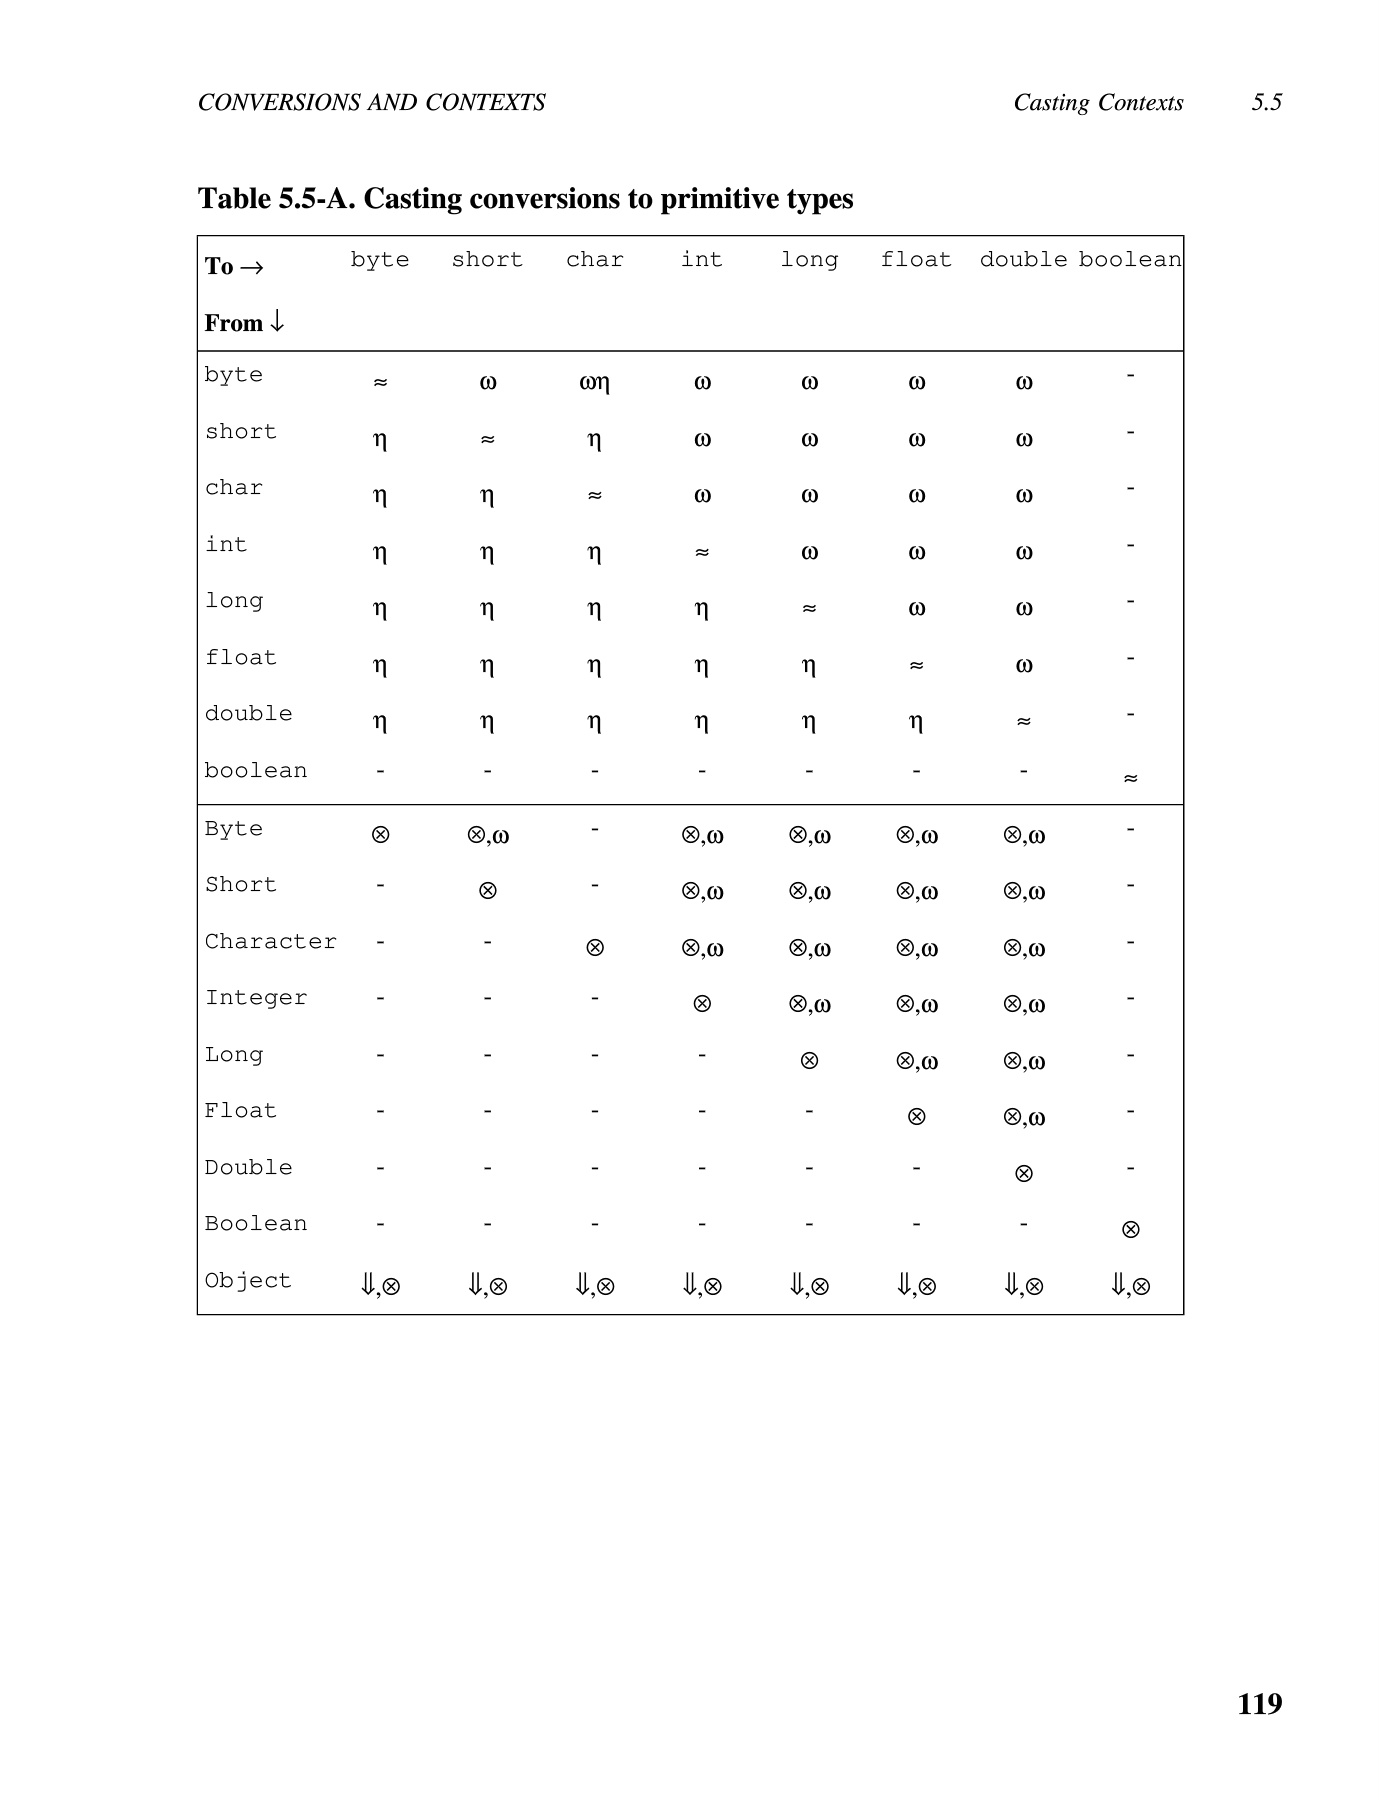 CONVERSIONS AND CONTEXTS Casting Contexts 5.5
Table 5.5-A. Casting conversions to primitive types
To → byte short char int long float double boolean
From ↓
byte ≈ ω ωη ω ω ω ω -
short η ≈ η ω ω ω ω -
char η η ≈ ω ω ω ω -
int η η η ≈ ω ω ω -
long η η η η ≈ ω ω -
float η η η η η ≈ ω -
double η η η η η η ≈ -
boolean - - - - - - - ≈
Byte ⊗ ⊗,ω - ⊗,ω ⊗,ω ⊗,ω ⊗,ω -
Short - ⊗ - ⊗,ω ⊗,ω ⊗,ω ⊗,ω -
Character - - ⊗ ⊗,ω ⊗,ω ⊗,ω ⊗,ω -
Integer - - - ⊗ ⊗,ω ⊗,ω ⊗,ω -
Long - - - - ⊗ ⊗,ω ⊗,ω -
Float - - - - - ⊗ ⊗,ω -
Double - - - - - - ⊗ -
Boolean - - - - - - - ⊗
Object ⇓,⊗ ⇓,⊗ ⇓,⊗ ⇓,⊗ ⇓,⊗ ⇓,⊗ ⇓,⊗ ⇓,⊗
119